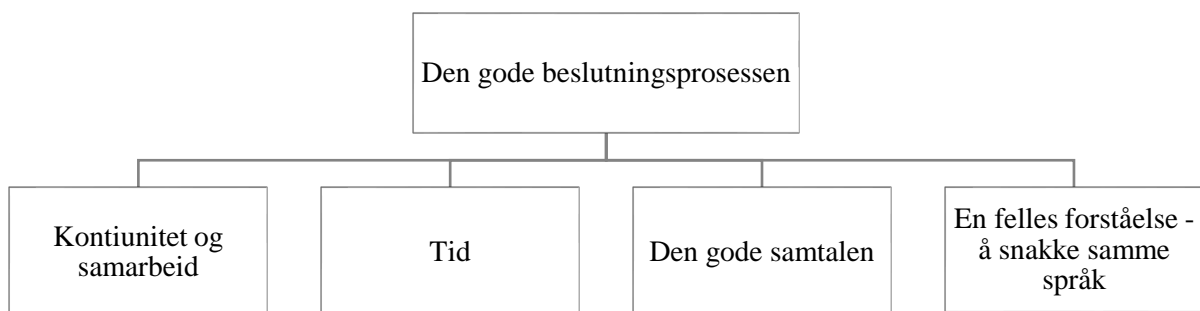 Den gode beslutningsprosessen
Kontiunitet og
samarbeid
Tid
Den gode samtalen
En felles forståelse -
å snakke samme
språk